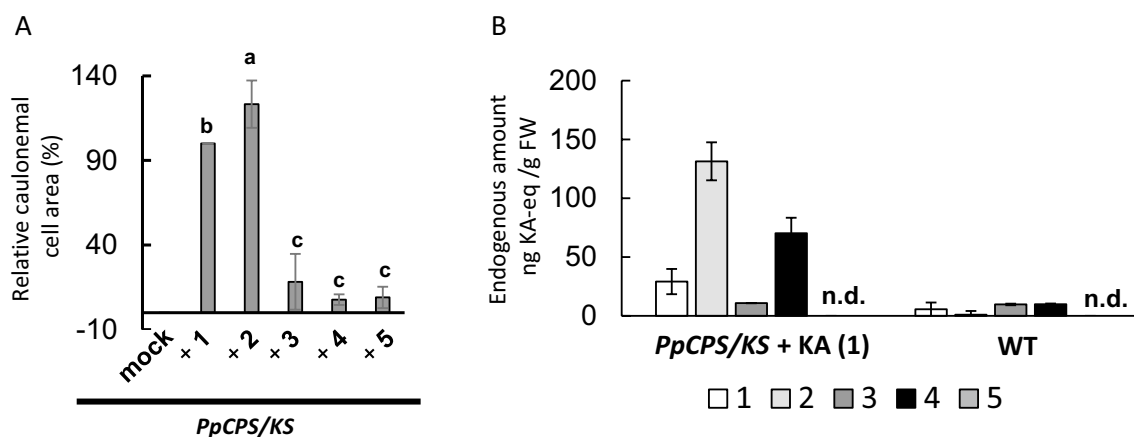 A
Relative caulonemal
cell area (%)
140
90
40
-10
b
a
c
c
c
mock
+ 1
+ 2
+ 3
+ 4
+ 5
PpCPS/KS
B
Endogenous amount
ng KA-eq /g FW
200
150
100
50
0
n.d.
n.d.
PpCPS/KS + KA (1)
WT
1 2 3 4 5